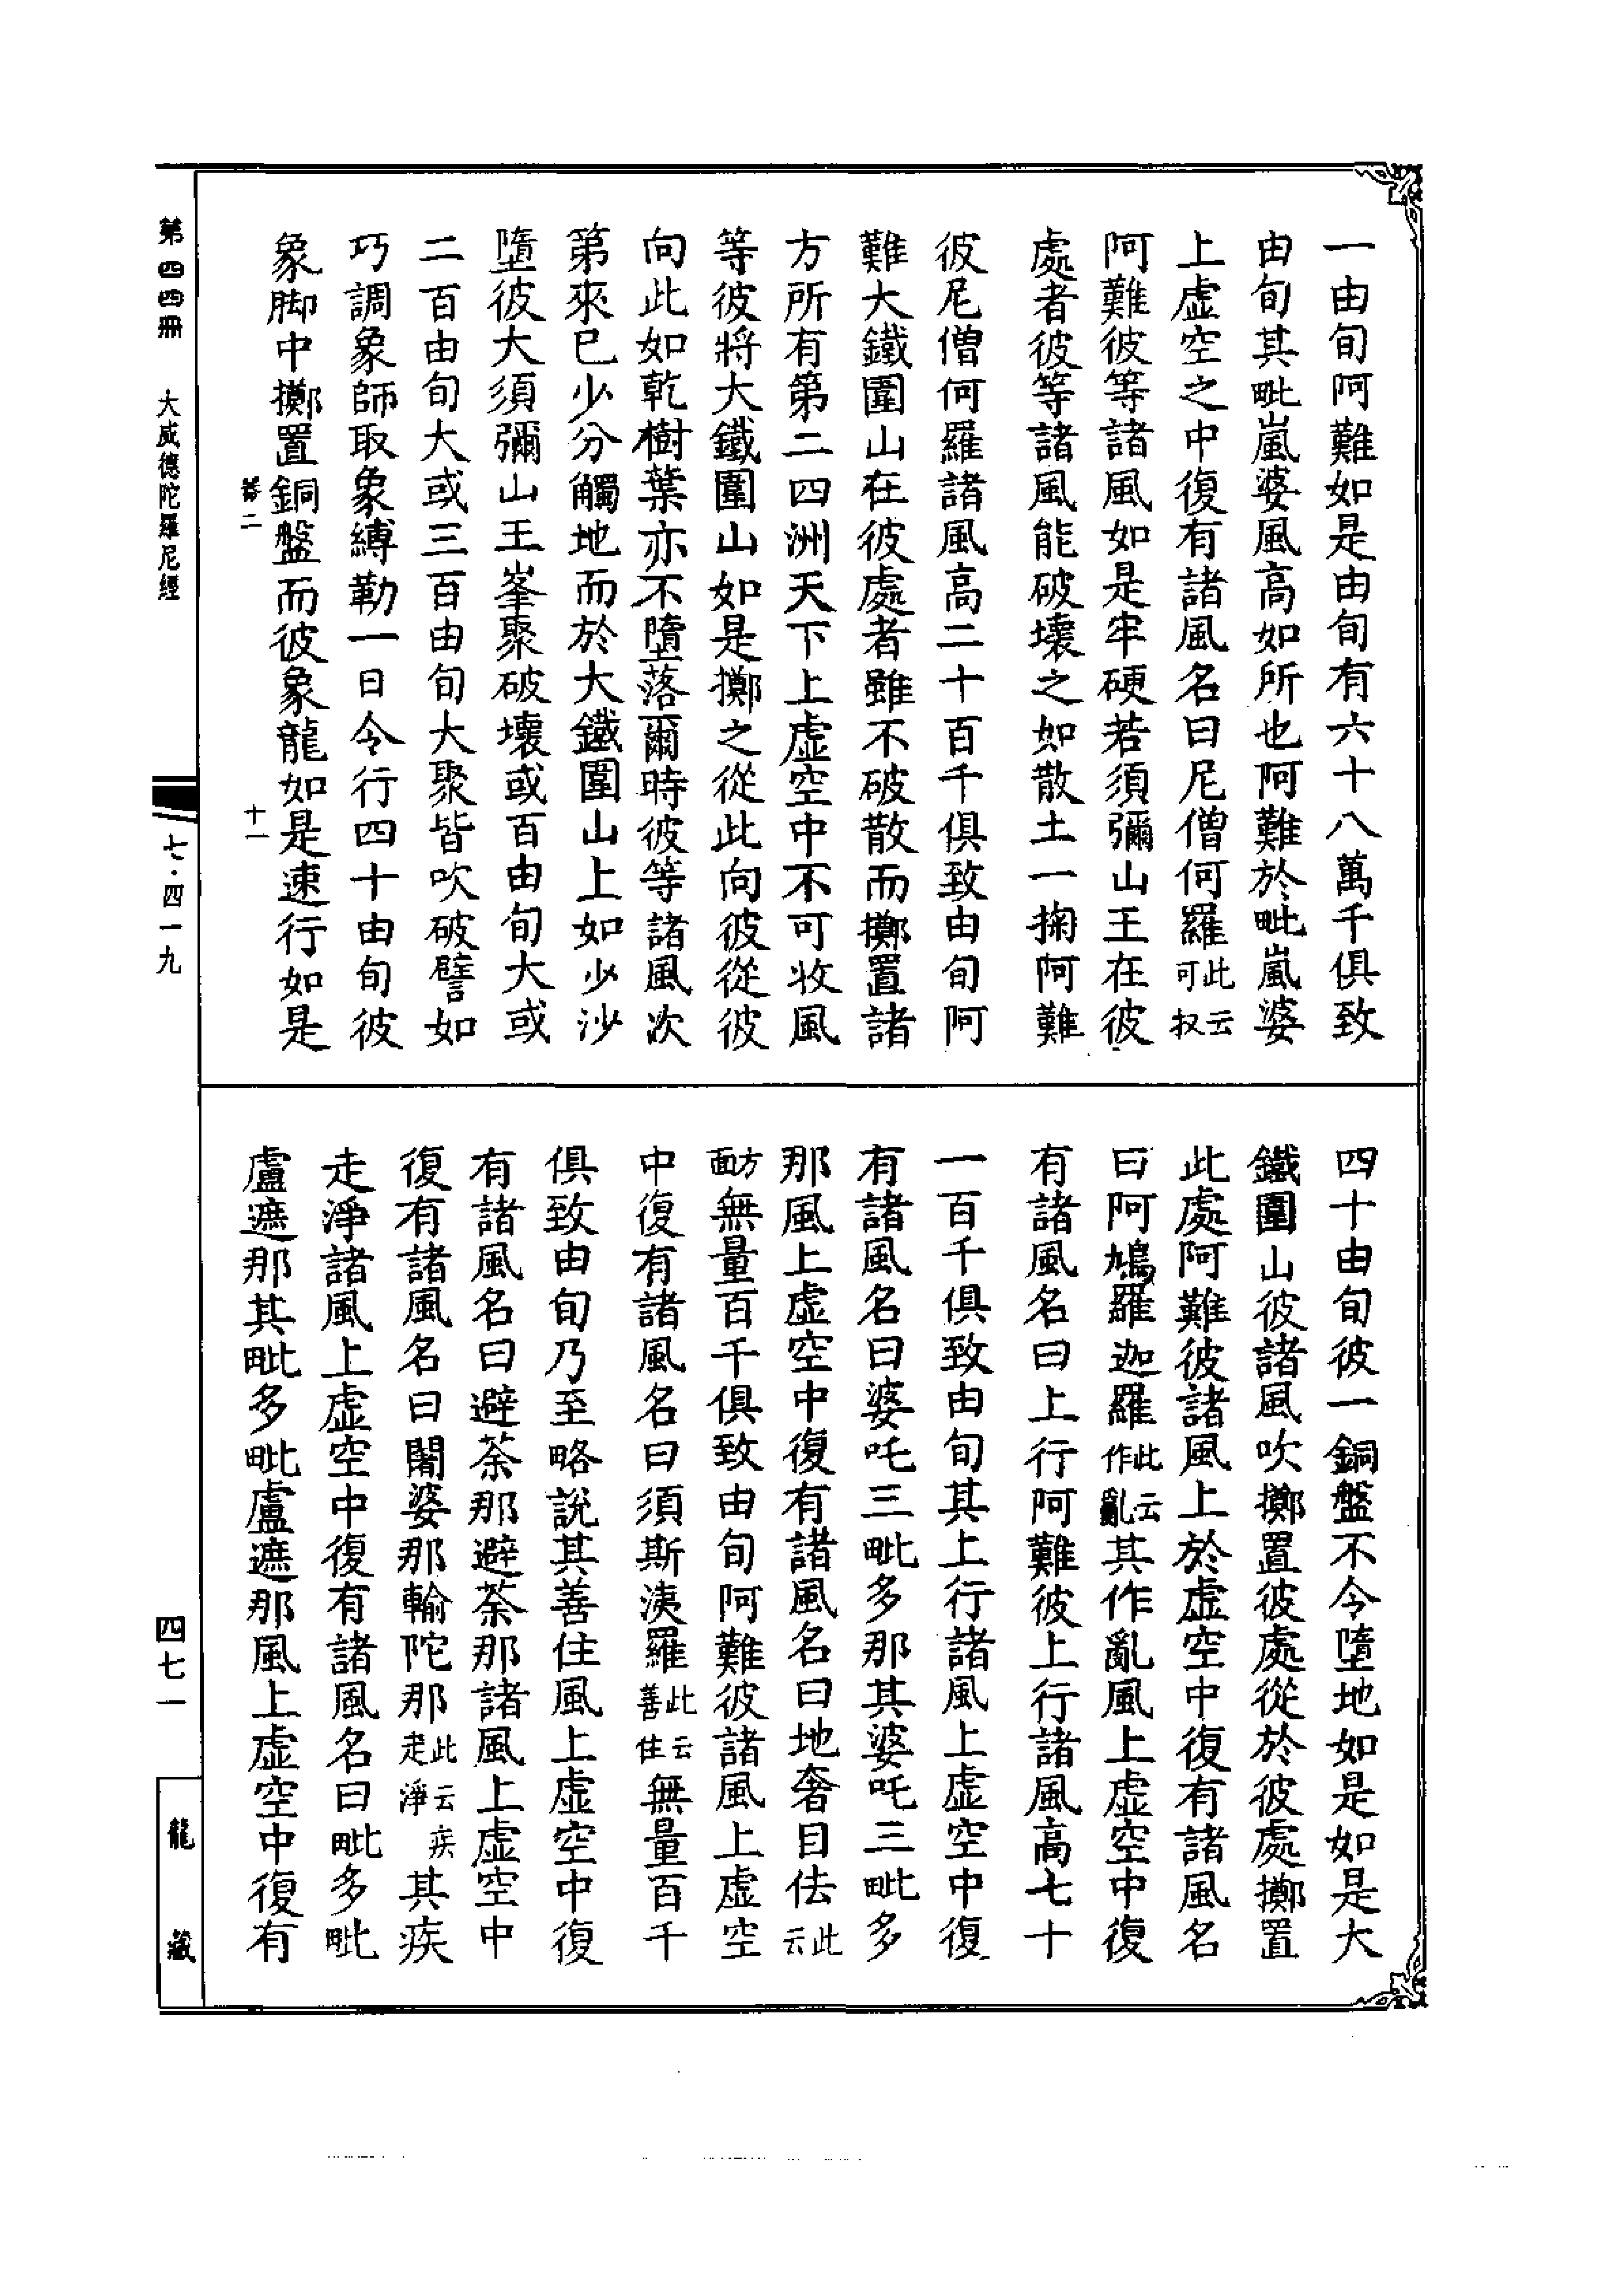 一由旬阿難如是由旬有六十八萬千俱致
由旬其毗嵐婆風高如所也阿難於毗嵐婆
上虛空之中復有諸風名曰尼僧何羅此云可扠
阿難彼等諸風如是牢硬若須彌山王在彼
處者彼等諸風能破壞之如散土一掬阿難
彼尼僧何羅諸風高二十百千俱致由旬阿
難大鐵圍山在彼處者雖不破散而擲置諸
方所有第二四洲天下上虛空中不可收風
等彼將大鐵圍山如是擲之從此向彼從彼
向此如乾樹葉亦不墮落爾時彼等諸風次
第來已少分觸地而於大鐵圍山上如少沙
墮彼大須彌山王峯聚破壞或百由旬大或
二百由旬大或三百由旬大聚皆吹破譬如
巧調象師取象縛勒一日令行四十由旬彼
象脚中擲置銅盤而彼象龍如是速行如是
四十由旬彼一銅盤不令墮地如是如是大
鐵圍山彼諸風吹擲置彼處從於彼處擲置
此處阿難彼諸風上於虛空中復有諸風名
曰阿鳩羅迦羅此云作亂其作亂風上虛空中復
有諸風名曰上行阿難彼上行諸風高七十
一百千俱致由旬其上行諸風上虛空中復
有諸風名曰婆吒三毗多那其婆吒三毗多
那風上虛空中復有諸風名曰地奢目佉此云
方面無量百千俱致由旬阿難彼諸風上虛空
中復有諸風名曰須斯洟羅此云善住無量百千
俱致由旬乃至略說其善住風上虛空中復
有諸風名曰避荼那避荼那諸風上虛空中
復有諸風名曰闍婆那輸陀那此云疾走淨其疾
走淨諸風上虛空中復有諸風名曰毗多毗
盧遮那其毗多毗盧遮那風上虛空中復有
第四四冊 大威德陀羅尼經
卷二 十一
七·四一九
四七一
龍藏